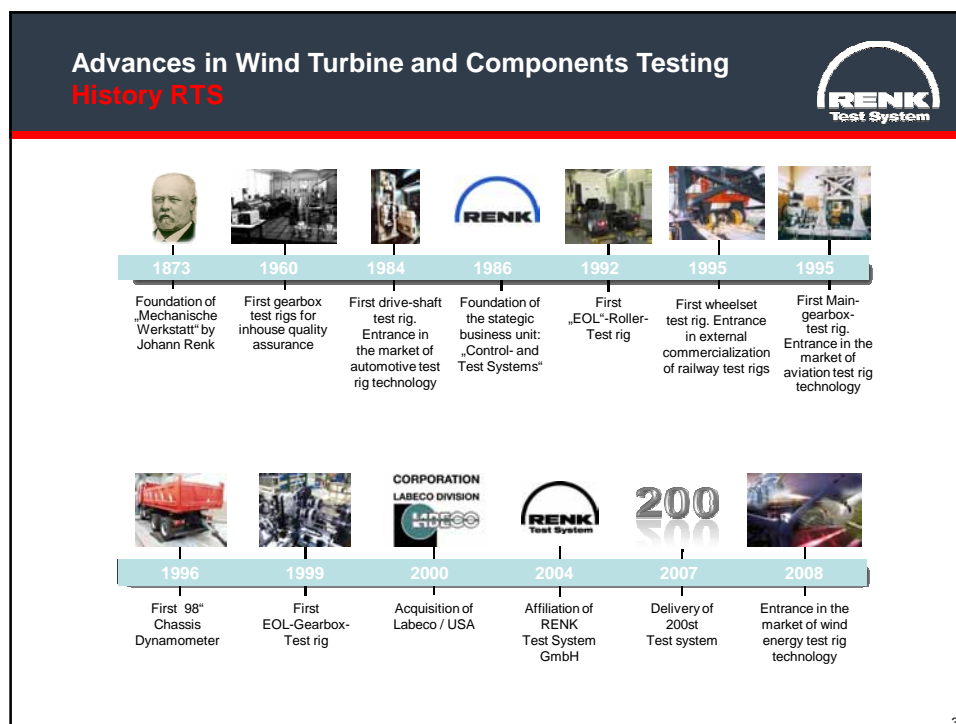 Advances in Wind Turbine and Components Testing
History RTS
RENK
Test System
RENK
1873
1960
1984
1986
1992
1995
1995
Foundation of
„Mechanische
Werkstatt“ by
Johann Renk
First gearbox
test rigs for
inhouse quality
assurance
First drive-shaft
test rig.
Entrance in
the market of
automotive test
rig technology
Foundation of
the stategic
business unit:
„Control- and
Test Systems“
First
„EOL“-Roller-
Test rig
First wheelset
test rig. Entrance
in external
commercialization
of railway test rigs
First Main-
gearbox-
test rig.
Entrance in the
market of
aviation test rig
technology
CORPORATION
LABECO DIVISION
LABECO
RENK
Test System
200
1996
1999
2000
2004
2007
2008
First 98“
Chassis
Dynamometer
First
EOL-Gearbox-
Test rig
Acquisition of
Labeco / USA
Affiliation of
RENK
Test System
GmbH
Delivery of
200st
Test system
Entrance in the
market of wind
energy test rig
technology